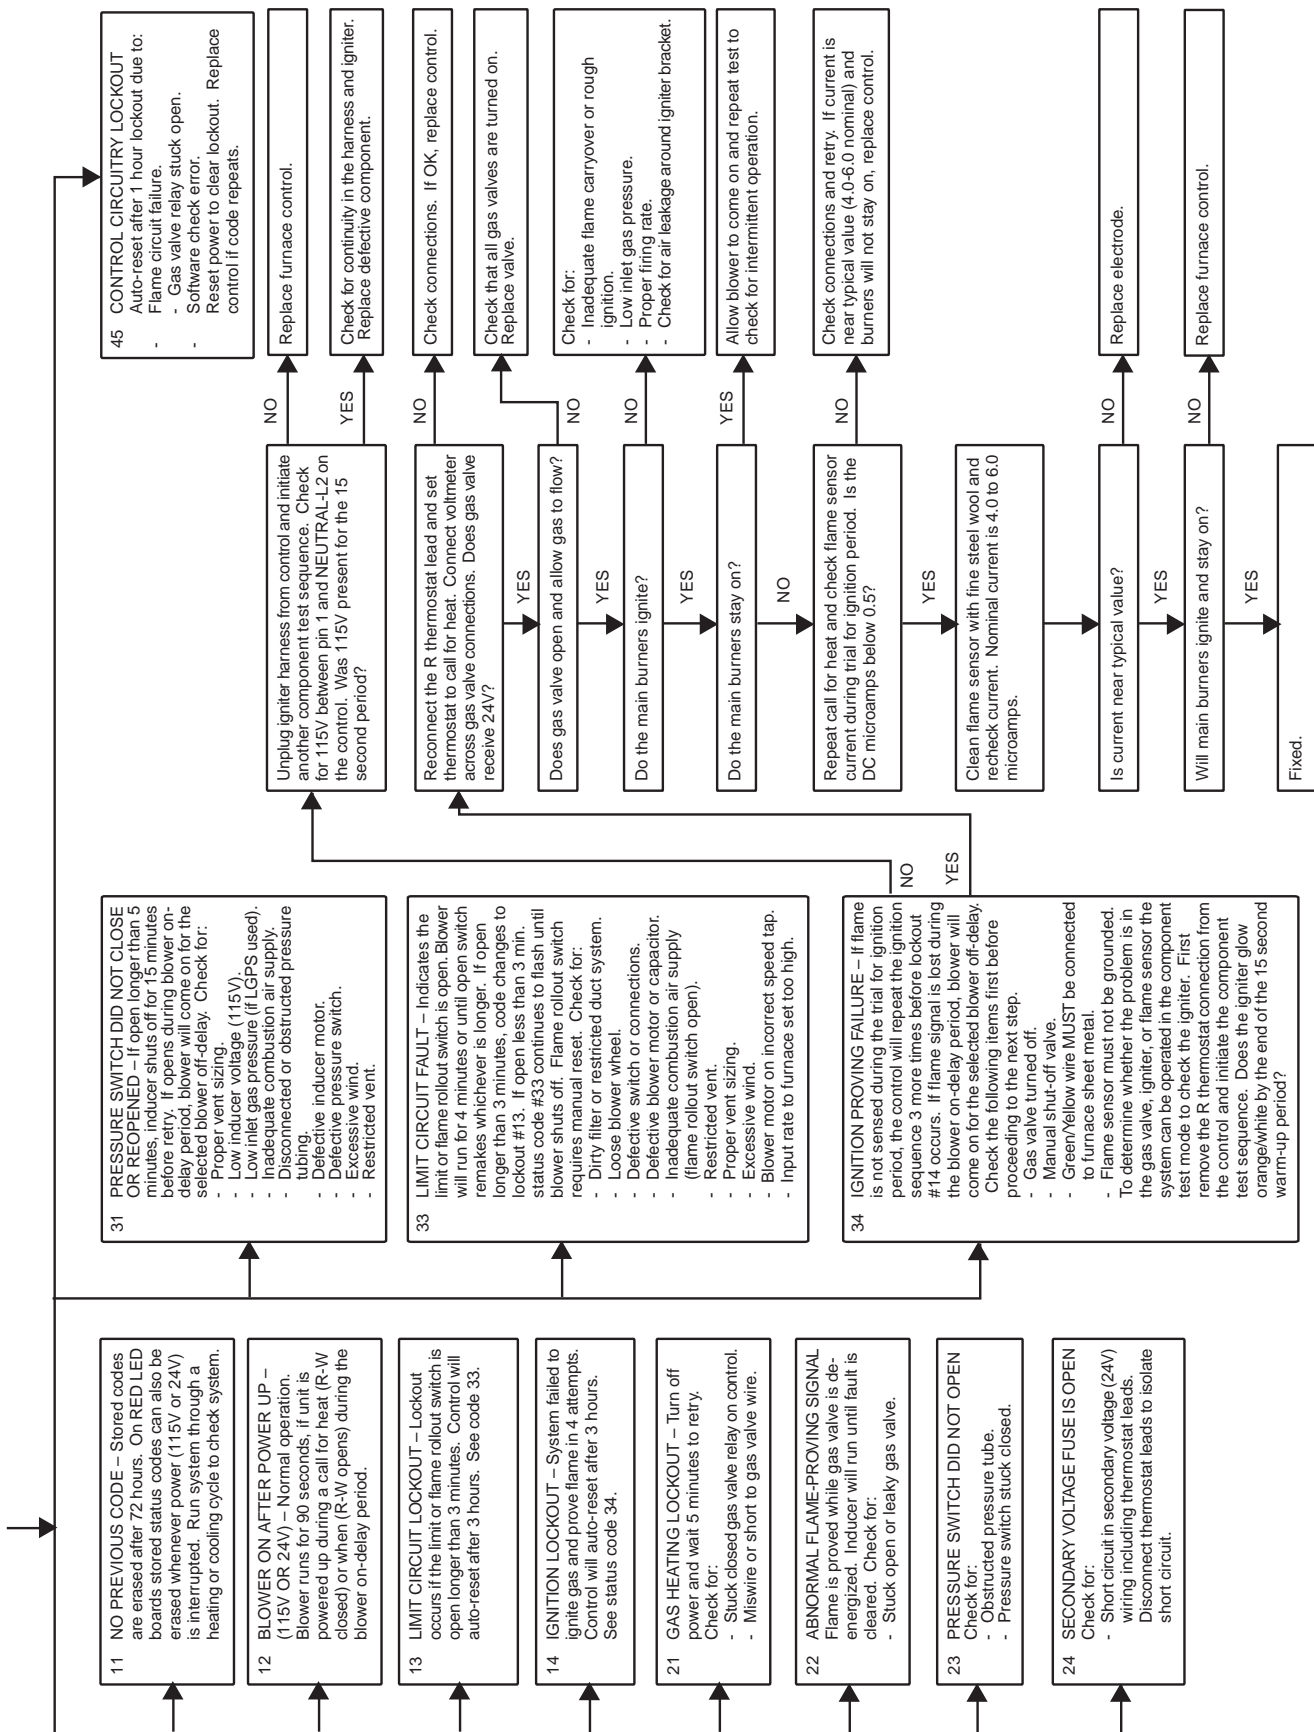 11 NO PREVIOUS CODE – Stored codes
are erased after 72 hours. On RED LED
boards stored status codes can also be
erased whenever power (115V or 24V)
is interrupted. Run system through a
heating or cooling cycle to check system.
12 BLOWER ON AFTER POWER UP –
(115V OR 24V) – Normal operation.
Blower runs for 90 seconds, if unit is
powered up during a call for heat (R-W
closed) or when (R-W opens) during the
blower on-delay period.
13 LIMIT CIRCUIT LOCKOUT – Lockout
occurs if the limit or flame rollout switch is
open longer than 3 minutes. Control will
auto-reset after 3 hours. See code 33.
14 IGNITION LOCKOUT – System failed to
ignite gas and prove flame in 4 attempts.
Control will auto-reset after 3 hours.
See status code 34.
21 GAS HEATING LOCKOUT – Turn off
power and wait 5 minutes to retry.
Check for:
- Stuck closed gas valve relay on control.
- Miswire or short to gas valve wire.
22 ABNORMAL FLAME-PROVING SIGNAL
Flame is proved while gas valve is de-
energized. Inducer will run until fault is
cleared. Check for:
- Stuck open or leaky gas valve.
23 PRESSURE SWITCH DID NOT OPEN
Check for:
- Obstructed pressure tube.
- Pressure switch stuck closed.
24 SECONDARY VOLTAGE FUSE IS OPEN
Check for:
- Short circuit in secondary voltage (24V)
wiring including thermostat leads.
Disconnect thermostat leads to isolate
short circuit.
31 PRESSURE SWITCH DID NOT CLOSE
OR REOPENED – If open longer than 5
minutes, inducer shuts off for 15 minutes
before retry. If opens during blower on-
delay period, blower will come on for the
selected blower off-delay. Check for:
- Proper vent sizing.
- Low inducer voltage (115V).
- Low inlet gas pressure (if LGPS used).
- Inadequate combustion air supply.
- Disconnected or obstructed pressure
tubing.
- Defective inducer motor.
- Defective pressure switch.
- Excessive wind.
- Restricted vent.
33 LIMIT CIRCUIT FAULT – Indicates the
limit or flame rollout switch is open. Blower
will run for 4 minutes or until open switch
remakes whichever is longer. If open
longer than 3 minutes, code changes to
lockout #13. If open less than 3 min.
status code #33 continues to flash until
blower shuts off. Flame rollout switch
requires manual reset. Check for:
- Dirty filter or restricted duct system.
- Loose blower wheel.
- Defective switch or connections.
- Defective blower motor or capacitor.
- Inadequate combustion air supply
(flame rollout switch open).
- Restricted vent.
- Proper vent sizing.
- Excessive wind.
- Blower motor on incorrect speed tap.
- Input rate to furnace set too high.
34 IGNITION PROVING FAILURE – If flame
is not sensed during the trial for ignition
period, the control will repeat the ignition
sequence 3 more times before lockout
#14 occurs. If flame signal is lost during
the blower on-delay period, blower will
come on for the selected blower off-delay.
Check the following items first before
proceeding to the next step.
- Gas valve turned off.
- Manual shut-off valve.
- Green/Yellow wire MUST be connected
to furnace sheet metal.
- Flame sensor must not be grounded.
To determine whether the problem is in
the gas valve, igniter, or flame sensor the
system can be operated in the component
test mode to check the igniter. First
remove the R thermostat connection from
the control and initiate the component
test sequence. Does the igniter glow
orange/white by the end of the 15 second
warm-up period?
NO
YES
Unplug igniter harness from control and initiate
another component test sequence. Check
for 115V between pin 1 and NEUTRAL-L2 on
the control. Was 115V present for the 15
second period?
NO
YES
Reconnect the R thermostat lead and set
thermostat to call for heat. Connect voltmeter
across gas valve connections. Does gas valve
receive 24V?
NO
YES
Does gas valve open and allow gas to flow?
NO
YES
Do the main burners ignite?
NO
YES
Do the main burners stay on?
YES
NO
Repeat call for heat and check flame sensor
current during trial for ignition period. Is the
DC microamps below 0.5?
NO
YES
Clean flame sensor with fine steel wool and
recheck current. Nominal current is 4.0 to 6.0
microamps.
Is current near typical value?
NO
YES
Will main burners ignite and stay on?
NO
YES
Fixed.
45 CONTROL CIRCUITRY LOCKOUT
Auto-reset after 1 hour lockout due to:
- Flame circuit failure.
- Gas valve relay stuck open.
- Software check error.
Reset power to clear lockout. Replace
control if code repeats.
Replace furnace control.
Check for continuity in the harness and igniter.
Replace defective component.
Check connections. If OK, replace control.
Check that all gas valves are turned on.
Replace valve.
Check for:
- Inadequate flame carryover or rough
ignition.
- Low inlet gas pressure.
- Proper firing rate.
- Check for air leakage around igniter bracket.
Allow blower to come on and repeat test to
check for intermittent operation.
Check connections and retry. If current is
near typical value (4.0-6.0 nominal) and
burners will not stay on, replace control.
Replace electrode.
Replace furnace control.